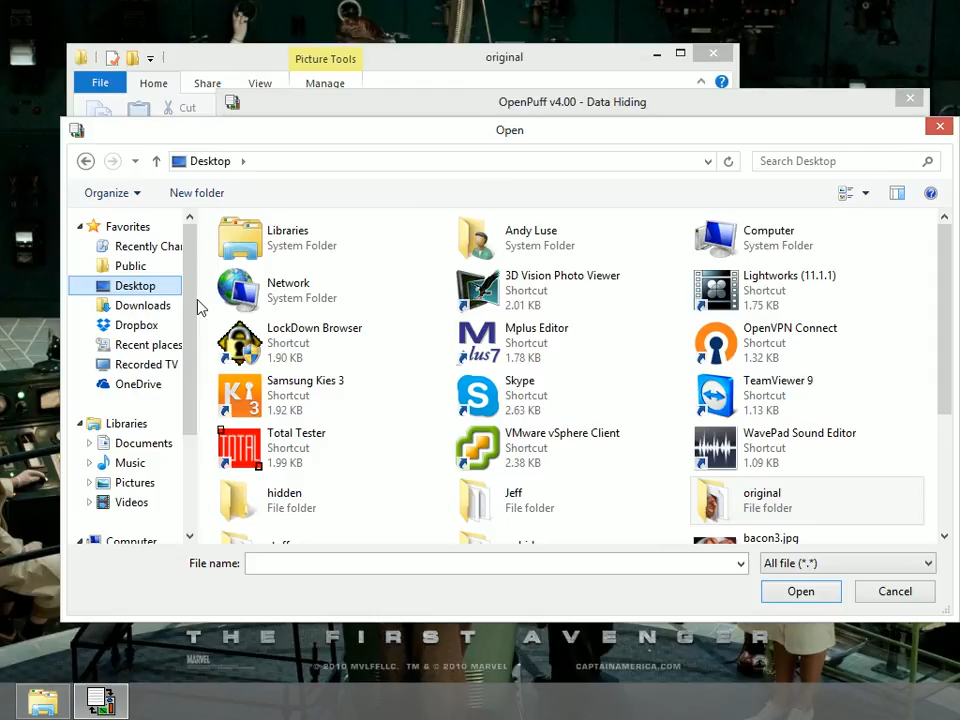 Picture Tools
original
File
Home
Share
View
Manage
Cut
OpenPuff v4.00 - Data Hiding
Open
Desktop
Search Desktop
Organize
New folder
Favorites
Recently Cha
Public
Desktop
Downloads
Dropbox
Recent places
Recorded TV
OneDrive
Libraries
Documents
Music
Pictures
Videos
Computer
Libraries
System Folder
Andy Luse
System Folder
Computer
System Folder
Network
System Folder
3D Vision Photo Viewer
Shortcut
2.01 KB
Lightworks (11.1.1)
Shortcut
1.75 KB
LockDown Browser
Shortcut
1.90 KB
Mplus Editor
Shortcut
1.78 KB
OpenVPN Connect
Shortcut
1.32 KB
Ki
3
Samsung Kies 3
Shortcut
1.92 KB
Skype
Shortcut
2.63 KB
TeamViewer 9
Shortcut
1.13 KB
TOTAL
Total Tester
Shortcut
1.99 KB
VMware vSphere Client
Shortcut
2.38 KB
WavePad Sound Editor
Shortcut
1.09 KB
hidden
File folder
Jeff
File folder
original
File folder
bacon3.jpg
File name:
All file (*.*)
Open
Cancel
THE FIRST AVENGER
MARVEL
© 2010 MVLFFLLC. TM & © 2010 MARVEL
CAPTAINAMERICA.COM